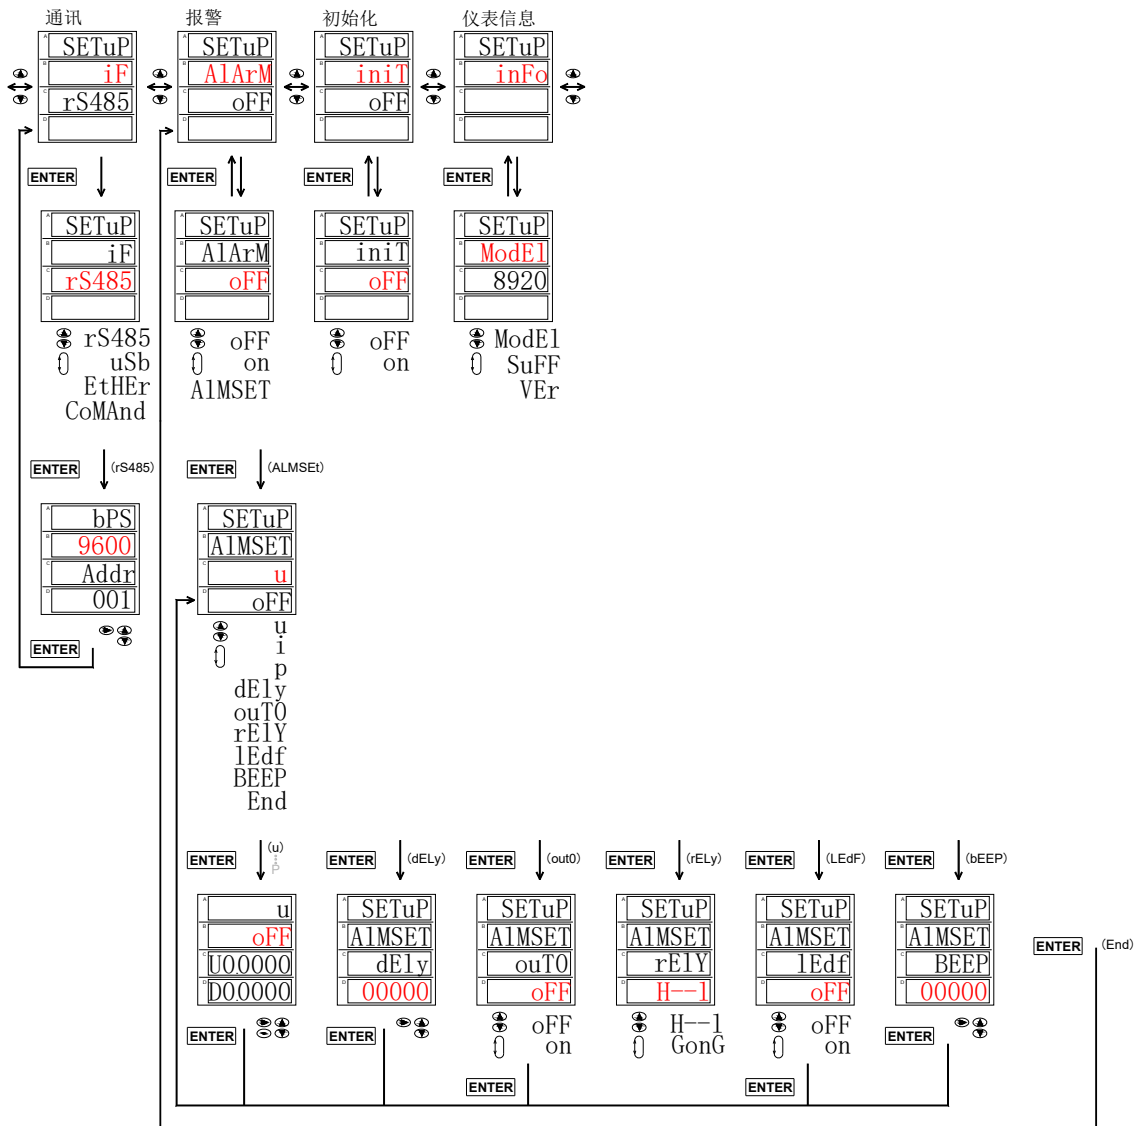 通讯 报警 初始化 仪表信息
A SETuP A SETuP A SETuP A SETuP
B iF B AlArM B iniT B inFo
C rS485 C oFF C oFF C
D D D D
ENTER ENTER ENTER ENTER
A SETuP A SETuP A SETuP A SETuP
B iF B AlArM B iniT B ModEl
C rS485 C oFF C oFF C 8920
D D D D
rS485 oFF oFF ModEl
uSb on on SuFF
EtHEr AlMSET VEr
CoMAnd
ENTER (rS485) ENTER (ALMSEt)
A bPS A SETuP
B 9600 B AlMSET
C Addr C u
D 001 D oFF
ENTER u
i
p
dEly
ouTO
rElY
lEdf
BEEP
End
ENTER (u) ENTER (dELy) ENTER (out0) ENTER (rELy) ENTER (LEdF) ENTER (bEEP)
P
A u A SETuP A SETuP A SETuP A SETuP A SETuP
B oFF B AlMSET B AlMSET B AlMSET B AlMSET B AlMSET
C U0.0000 C dEly C ouTO C rElY C lEdf C BEEP
D D0.0000 D 00000 D oFF D H--l D oFF D 00000
ENTER (End)
ENTER ENTER oFF H--l oFF ENTER
on GonG on
ENTER ENTER